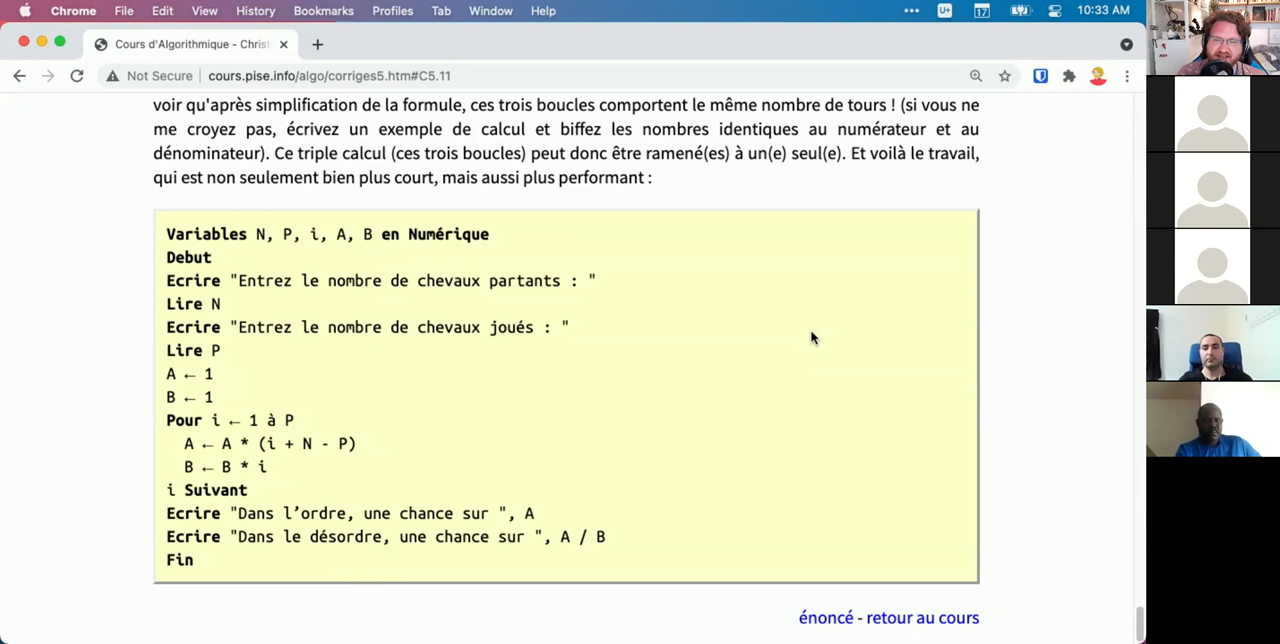 Chrome File Edit View History Bookmarks Profiles Tab Window Help ••• U+ 17 10:33 AM
Cours d'Algorithmique - Christ
Not Secure cours.pise.info/algo/corriges5.htm#C5.11
voir qu'après simplification de la formule, ces trois boucles comportent le même nombre de tours ! (si vous ne
me croyez pas, écrivez un exemple de calcul et biffez les nombres identiques au numérateur et au
dénominateur). Ce triple calcul (ces trois boucles) peut donc être ramené(es) à un(e) seul(e). Et voilà le travail,
qui est non seulement bien plus court, mais aussi plus performant :
Variables N, P, i, A, B en Numérique
Debut
Ecrire "Entrez le nombre de chevaux partants : "
Lire N
Ecrire "Entrez le nombre de chevaux joués : "
Lire P
A ← 1
B ← 1
Pour i ← 1 à P
A ← A * (i + N - P)
B ← B * i
i Suivant
Ecrire "Dans l’ordre, une chance sur ", A
Ecrire "Dans le désordre, une chance sur ", A / B
Fin
énoncé - retour au cours